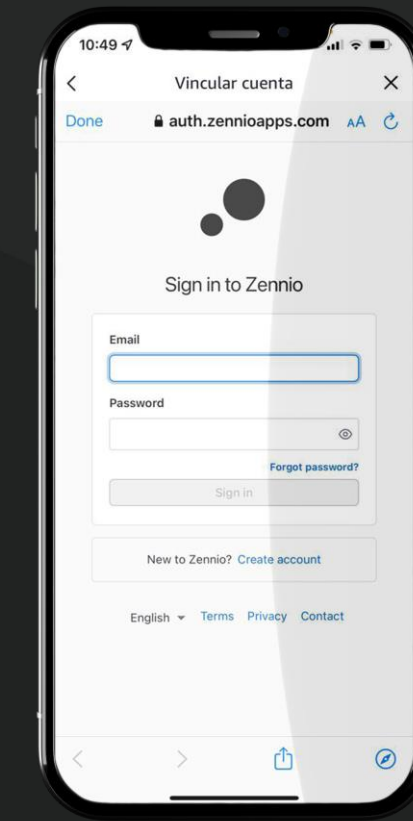 10:49
Vincular cuenta
Done auth.zennioapps.com AA
Sign in to Zennio
Email
Password
Forgot password?
Sign in
New to Zennio? Create account
English Terms Privacy Contact